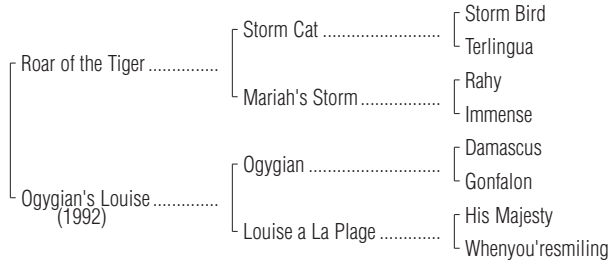 Storm Bird
Storm Cat ........................
Terlingua
Roar of the Tiger ..............
Rahy
Mariah's Storm ................
Immense
Damascus
Ogygian ...........................
Gonfalon
Ogygian's Louise .............
(1992)
His Majesty
Louise a La Plage ............
Whenyou'resmiling